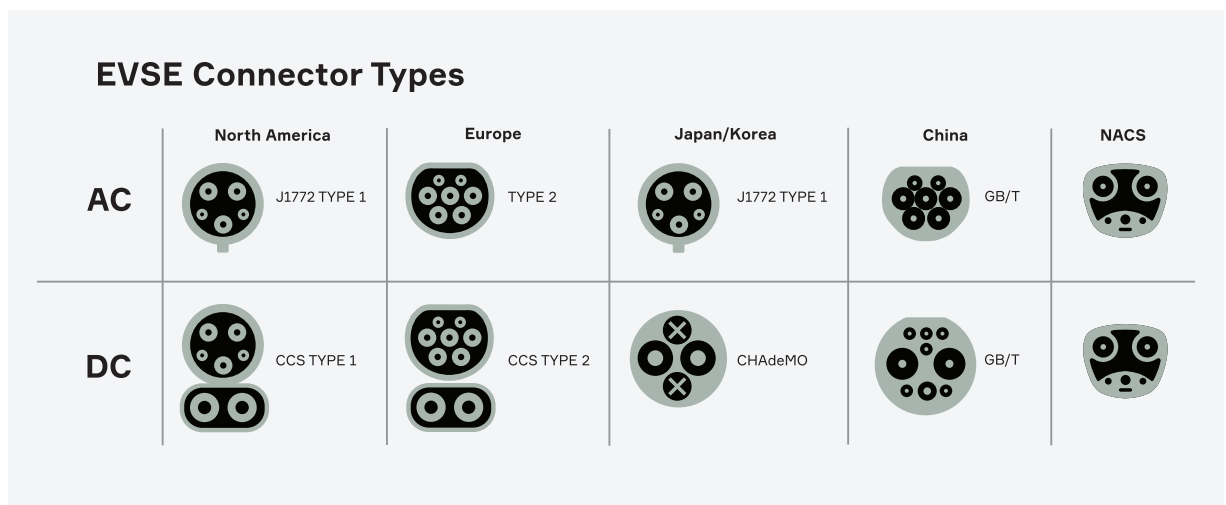 EVSE Connector Types
North America
Europe
Japan/Korea
China
NACS
AC
J1772 TYPE 1
TYPE 2
J1772 TYPE 1
GB/T
DC
CCS TYPE 1
CCS TYPE 2
CHAdeMO
GB/T